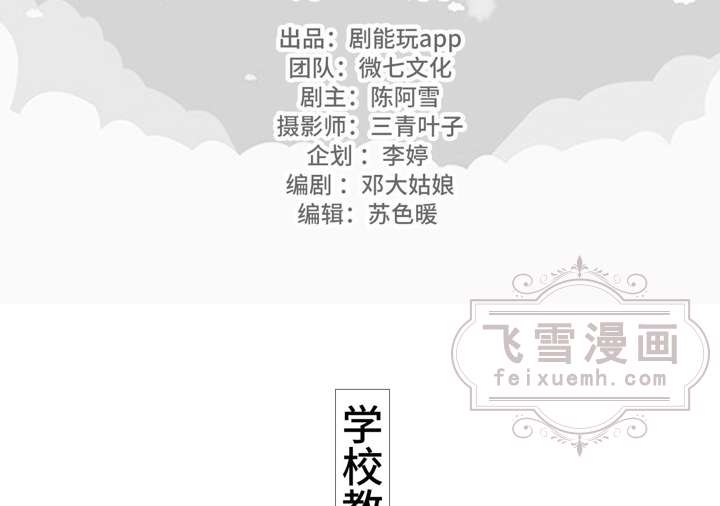 出品：剧能玩app
团队：微七文化
剧主：陈阿雪
摄影师：三青叶子
企划：李婷
编剧：邓大姑娘
编辑：苏色暖
飞雪漫画
feixuemh.com
学校教